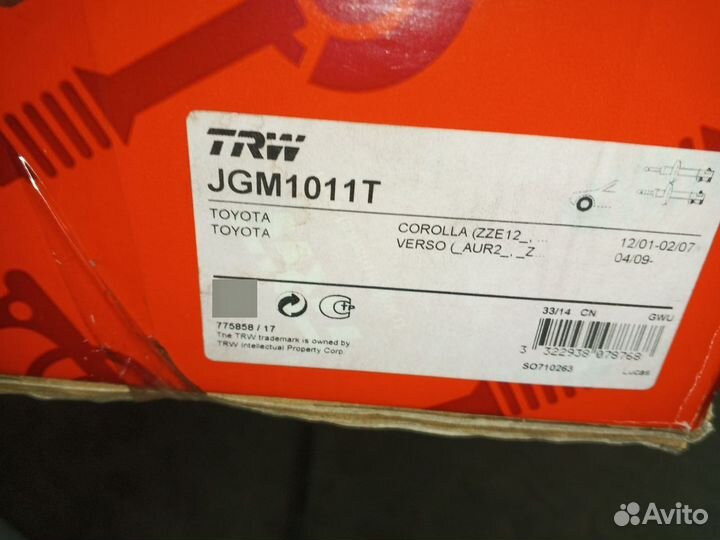 TRW
JGM1011T
TOYOTA COROLLA (ZZE12_, ... 12/01-02/07
TOYOTA VERSO (_AUR2_, _Z... 04/09-
775858 / 17
The TRW trademark is owned by
TRW Intellectual Property Corp.
33/14 CN GWU
3 322938 078768
SO710263 Lucas
Avito